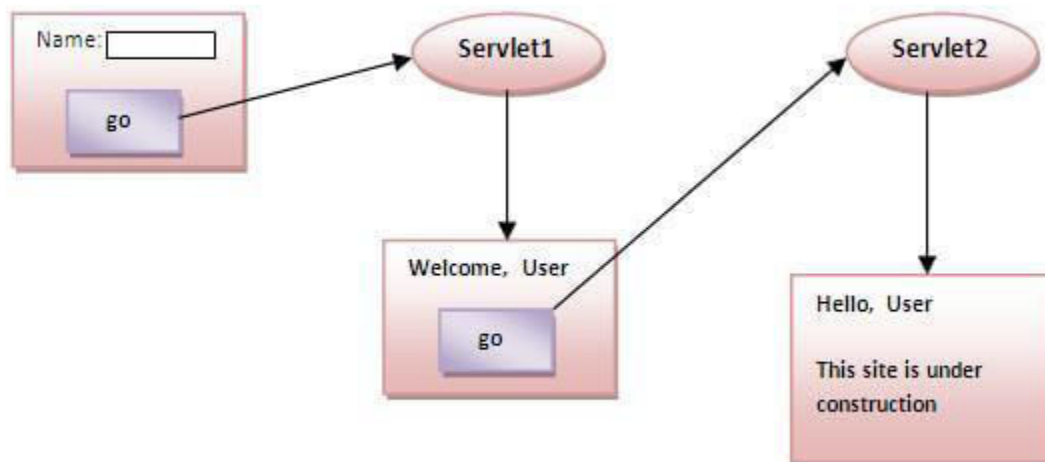 Name:
go
Servlet1
Welcome, User
go
Servlet2
Hello, User
This site is under
construction